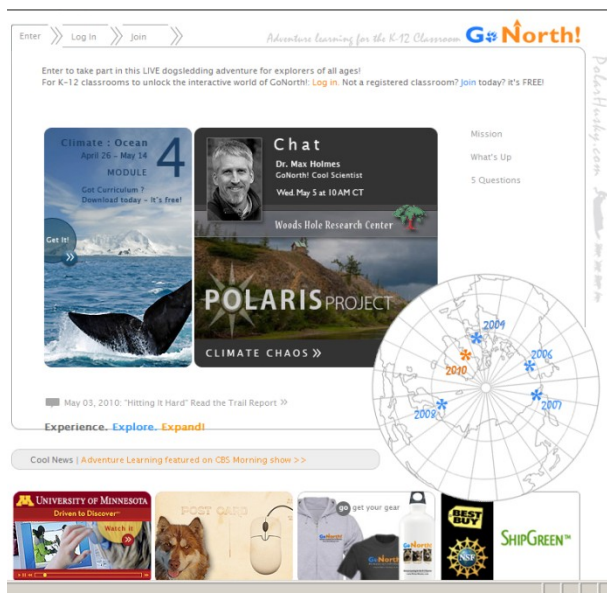 Enter
Log In
Join
Adventure learning for the K-12 Classroom
GoNorth!
PolarHusky.com
Enter to take part in this LIVE dogsledding adventure for explorers of all ages!
For K-12 classrooms to unlock the interactive world of GoNorth!: Log in. Not a registered classroom? Join today? it's FREE!
Climate : Ocean
April 26 - May 14
MODULE
4
Got Curriculum ?
Download today - it's free!
Get it!
Chat
Dr. Max Holmes
GoNorth! Cool Scientist
Wed. May 5 at 10 AM CT
Woods Hole Research Center
POLARIS PROJECT
CLIMATE CHAOS »
Mission
What's Up
5 Questions
2009
2006
2010
2007
2008
May 03, 2010: "Hitting It Hard" Read the Trail Report »
Experience. Explore. Expand!
Cool News | Adventure Learning featured on CBS Morning show >>
UNIVERSITY OF MINNESOTA
Driven to Discover
Watch it
POST CARD
go get your gear
GoNorth!
GoNorth!
GoNorth!
BEST BUY
NSF
SHIPGREEN™